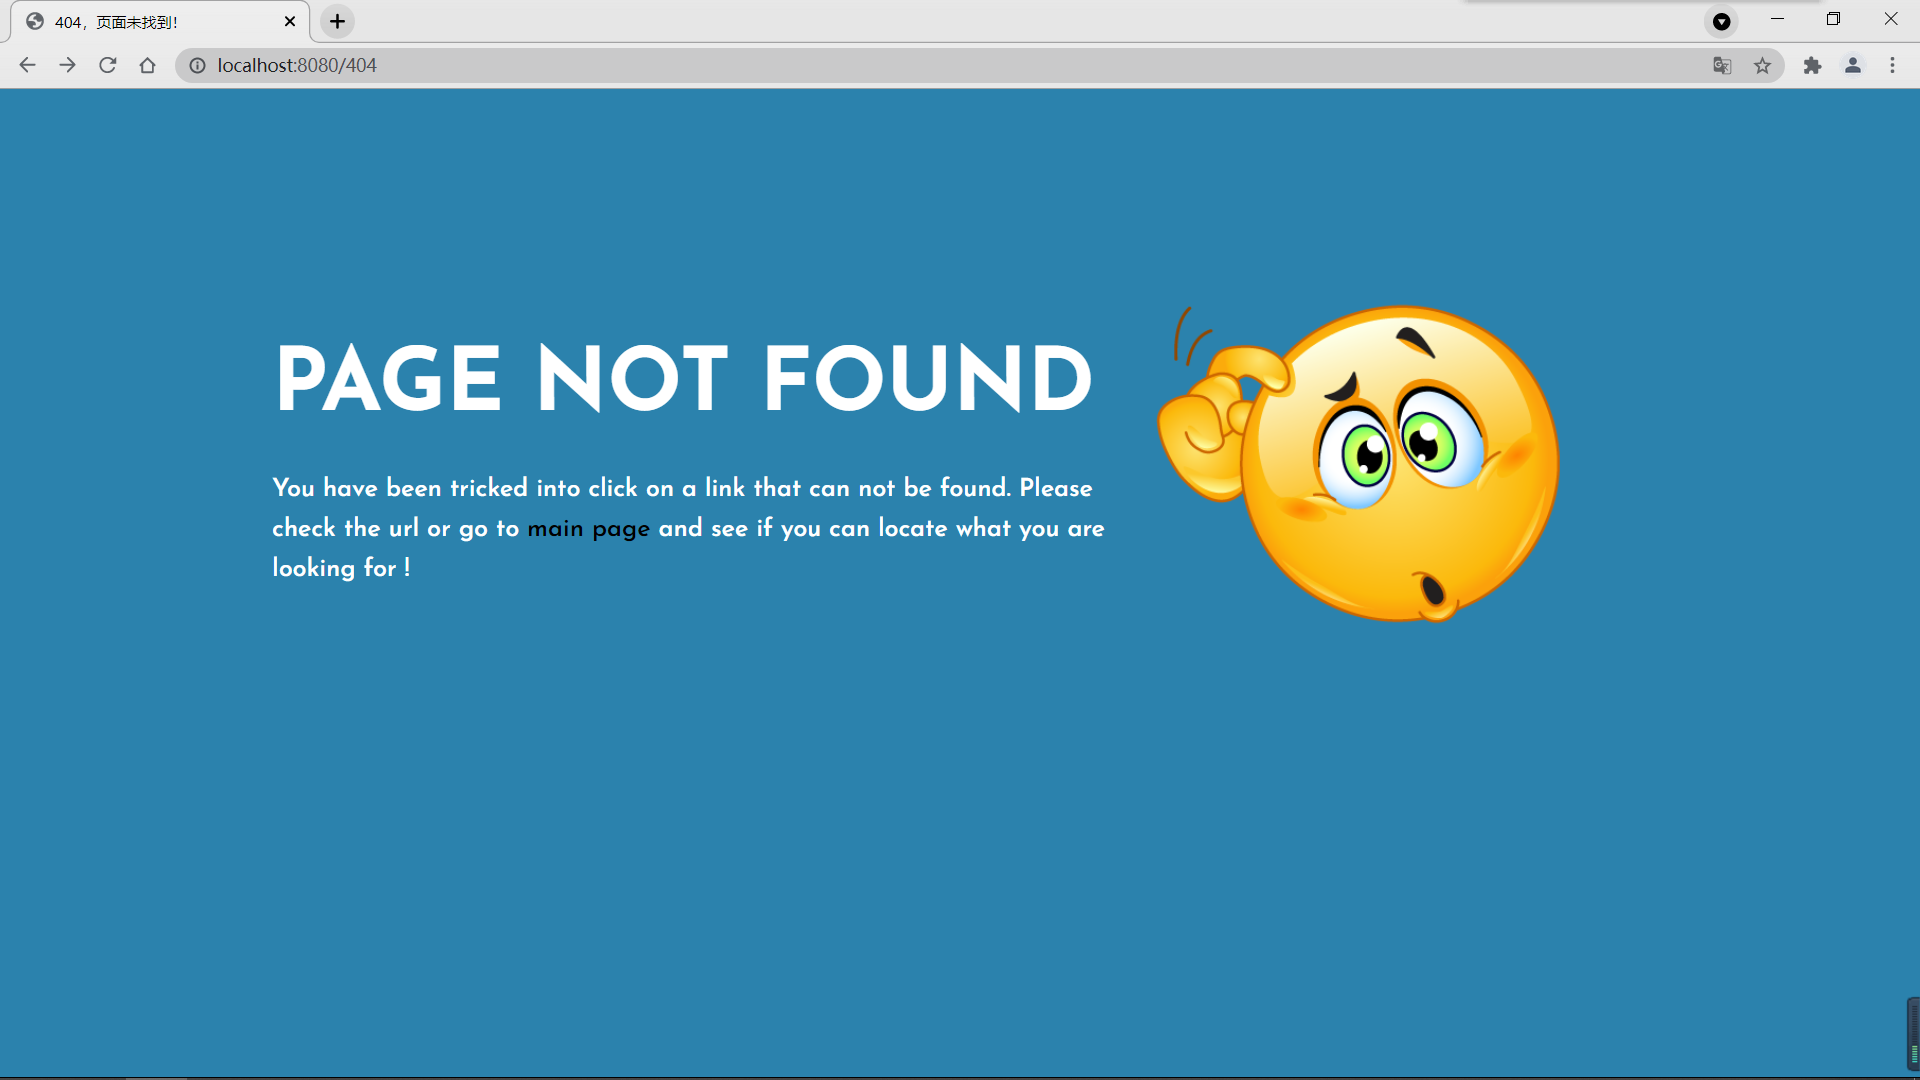 404，页面未找到！
localhost:8080/404
PAGE NOT FOUND
You have been tricked into click on a link that can not be found. Please
check the url or go to main page and see if you can locate what you are
looking for !